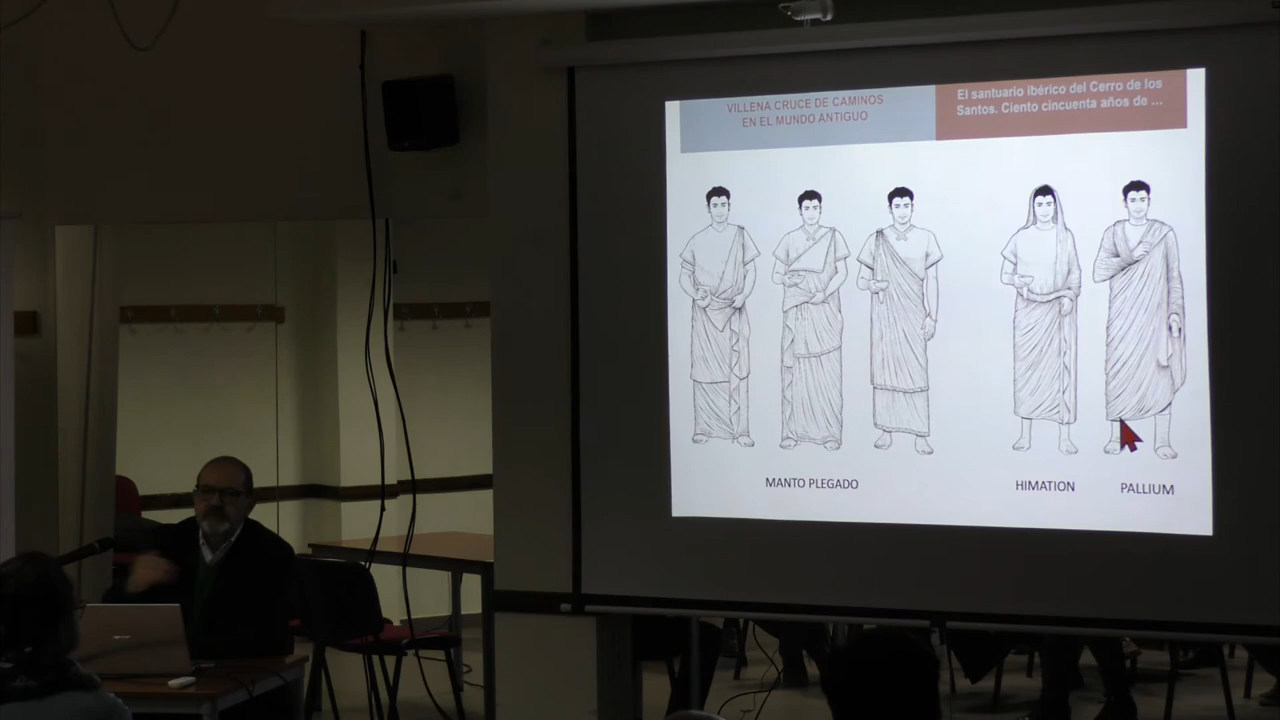 VILLENA CRUCE DE CAMINOS
EN EL MUNDO ANTIGUO
El santuario ibérico del Cerro de los
Santos. Ciento cincuenta años de ...
MANTO PLEGADO
HIMATION
PALLIUM